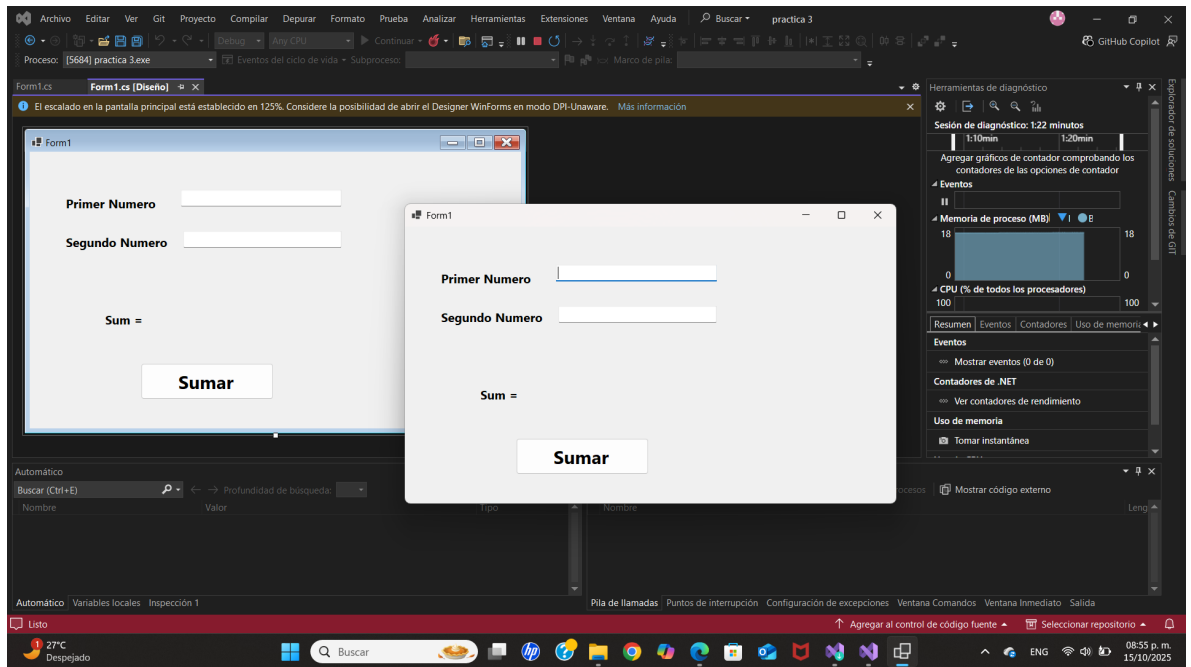 Archivo Editar Ver Git Proyecto Compilar Depurar Formato Prueba Analizar Herramientas Extensiones Ventana Ayuda Buscar practica 3
Debug Any CPU Continuar GitHub Copilot
Proceso: [5684] practica 3.exe Eventos del ciclo de vida Subproceso: Marco de pila:
Form1.cs Form1.cs [Diseño]
El escalado en la pantalla principal está establecido en 125%. Considere la posibilidad de abrir el Designer WinForms en modo DPI-Unaware. Más información
Form1
Primer Numero
Segundo Numero
Sum =
Sumar
Form1
Primer Numero
Segundo Numero
Sum =
Sumar
Herramientas de diagnóstico
Sesión de diagnóstico: 1:22 minutos
1:10min 1:20min
Agregar gráficos de contador comprobando los
contadores de las opciones de contador
Eventos
Memoria de proceso (MB)
18 18
0 0
CPU (% de todos los procesadores)
100 100
Resumen Eventos Contadores Uso de memoria
Eventos
Mostrar eventos (0 de 0)
Contadores de .NET
Ver contadores de rendimiento
Uso de memoria
Tomar instantánea
Explorador de soluciones
Cambios de GIT
Automático
Buscar (Ctrl+E) Profundidad de búsqueda:
Nombre Valor Tipo
Mostrar código externo
Nombre Leng
Automático Variables locales Inspección 1
Pila de llamadas Puntos de interrupción Configuración de excepciones Ventana Comandos Ventana Inmediato Salida
Listo Agregar al control de código fuente Seleccionar repositorio
1 27°C
Despejado
Buscar
ENG
08:55 p. m.
15/10/2025